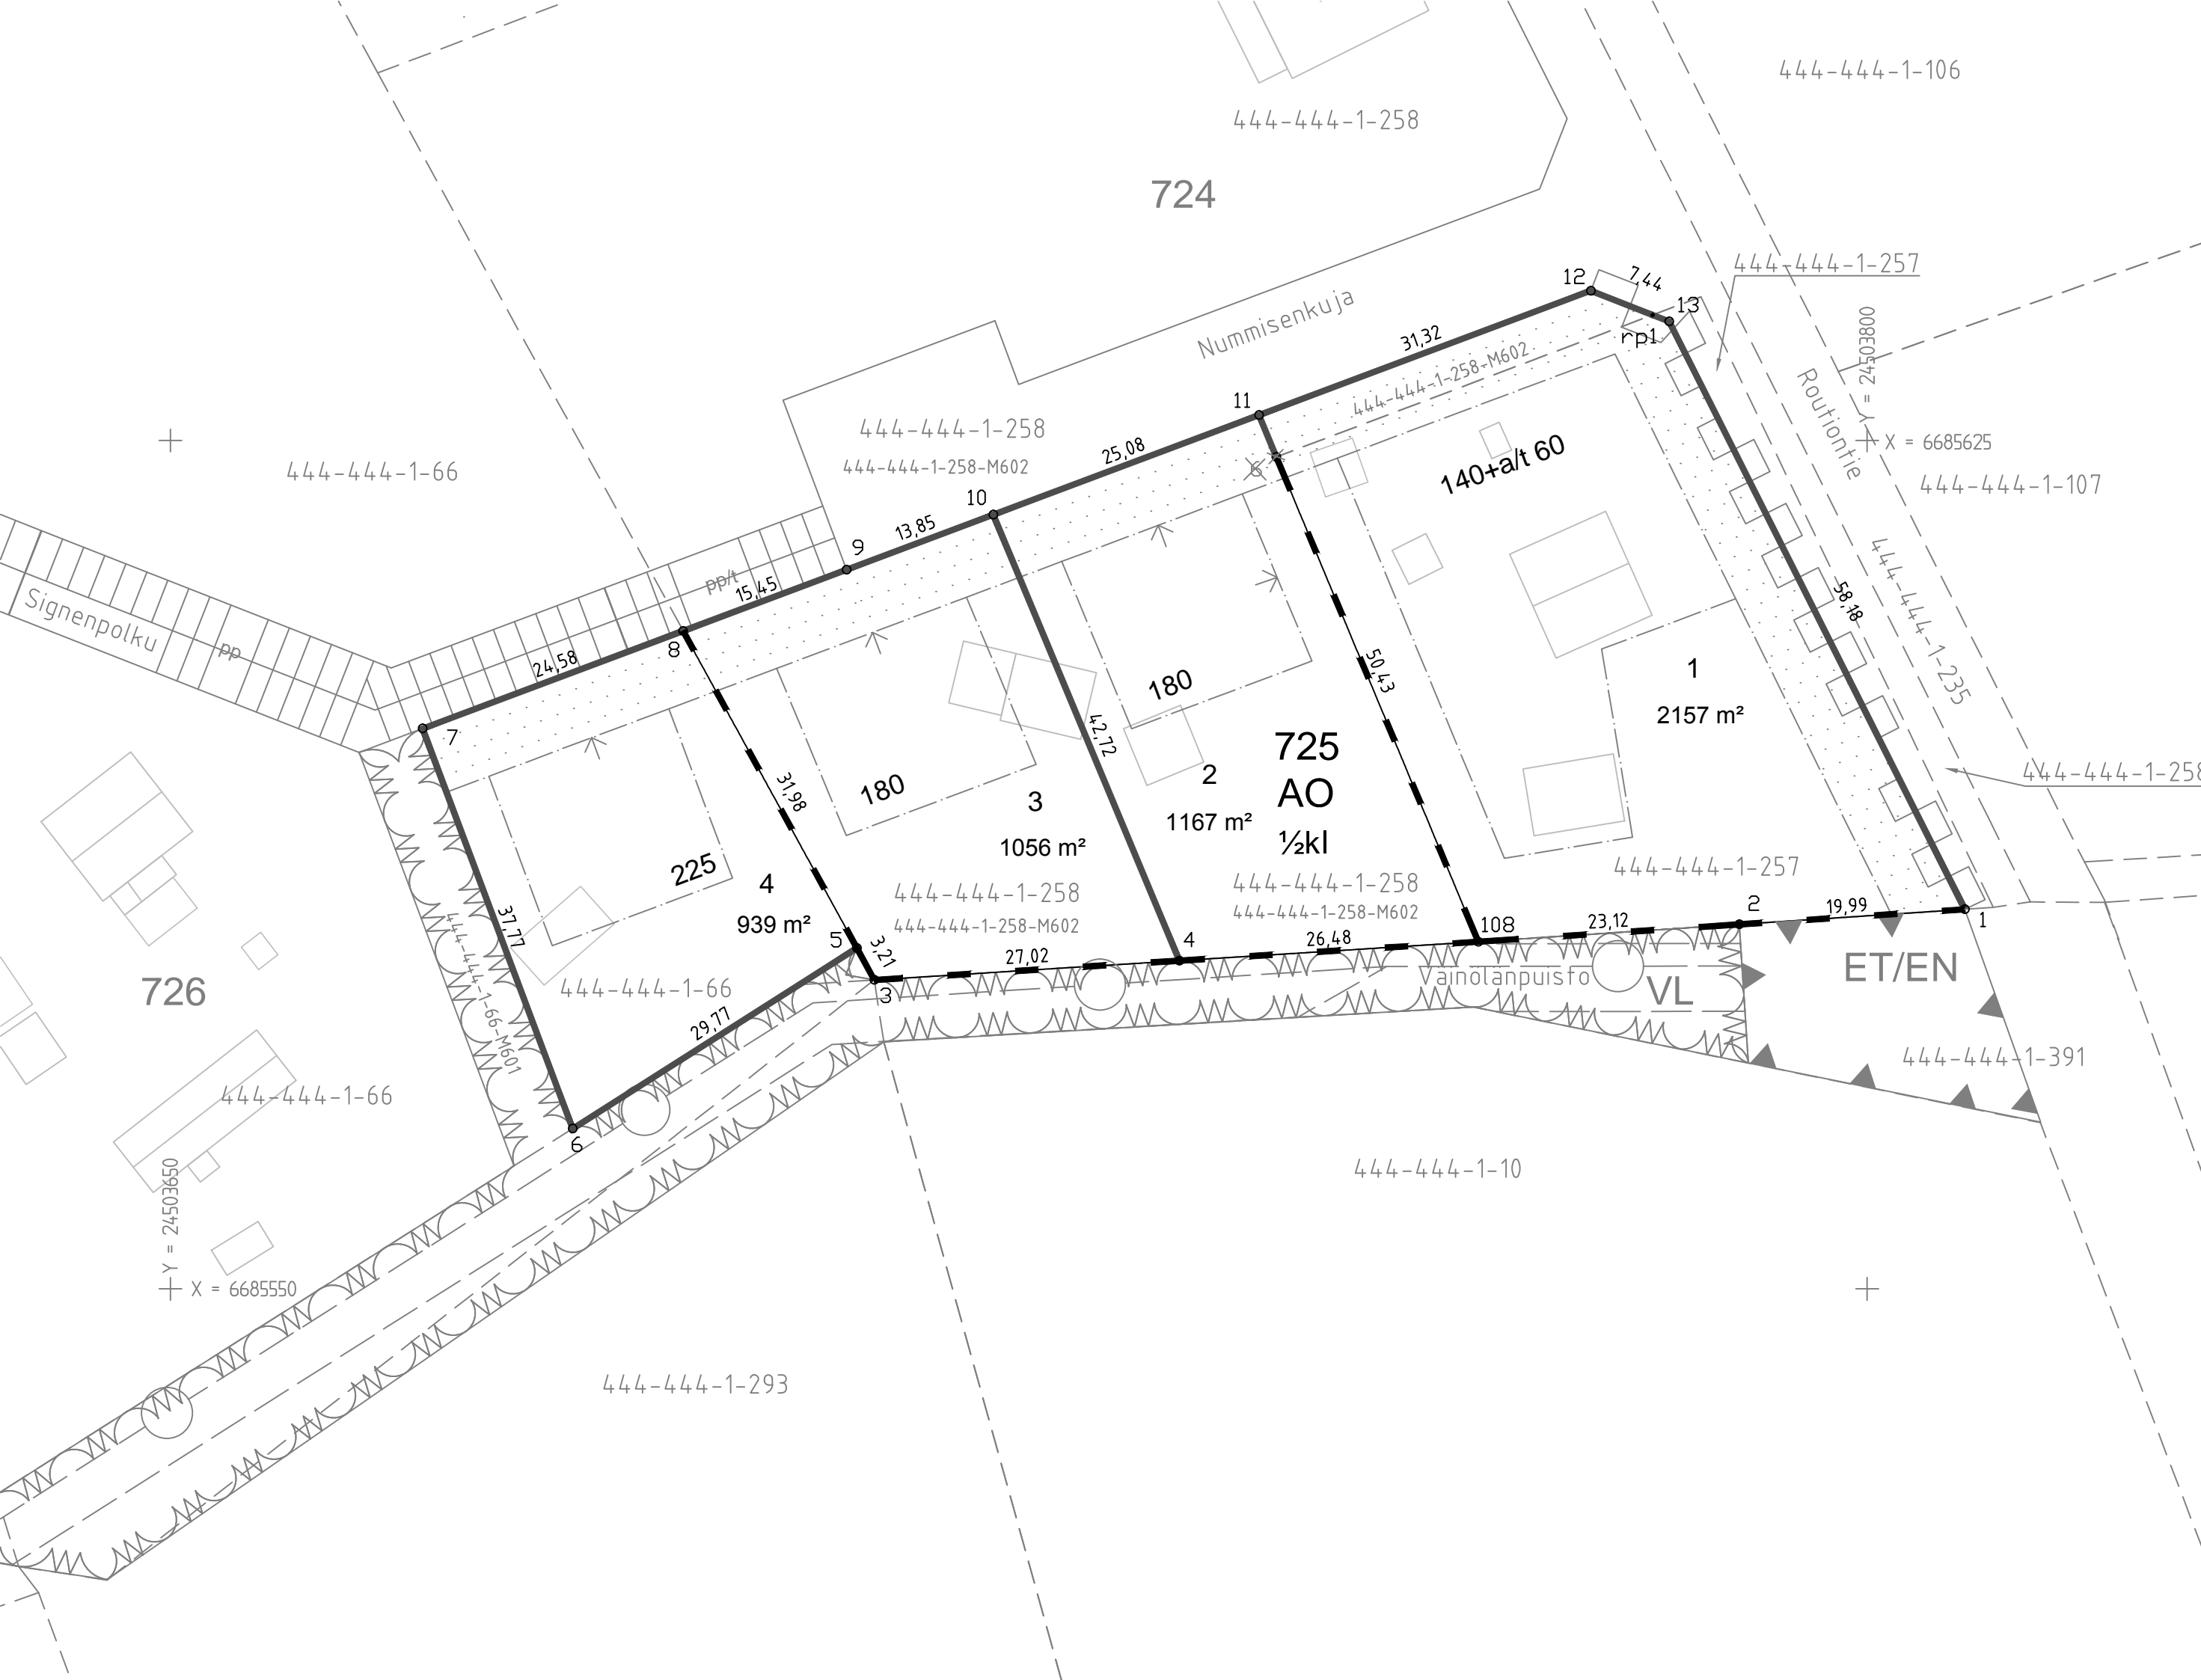 444-444-1-106
444-444-1-258
724
444-444-1-257
12
7,44
13
rp1
Nummisenkuja
31,32
Y = 24503800
X = 6685625
Routiontie
444-444-1-258-M602
11
140+a/t 60
444-444-1-107
444-444-1-258
444-444-1-258-M602
444-444-1-66
25,08
6
10
13,85
9
pp/t
15,45
Signenpolku
pp
8
24,58
7
58,18
444-444-1-235
50,43
1
2157 m²
180
42,72
725
AO
½kl
2
1167 m²
31,98
180
3
1056 m²
444-444-1-258
225
4
939 m²
444-444-1-257
444-444-1-258
444-444-1-258-M602
444-444-1-258
444-444-1-258-M602
37,77
5
3,21
27,02
4
26,48
108
23,12
2
19,99
1
3
Väinölänpuisto
VL
ET/EN
726
444-444-1-66
444-444-1-66-M601
29,77
444-444-1-66
6
444-444-1-391
444-444-1-10
Y = 24503650
X = 6685550
444-444-1-293